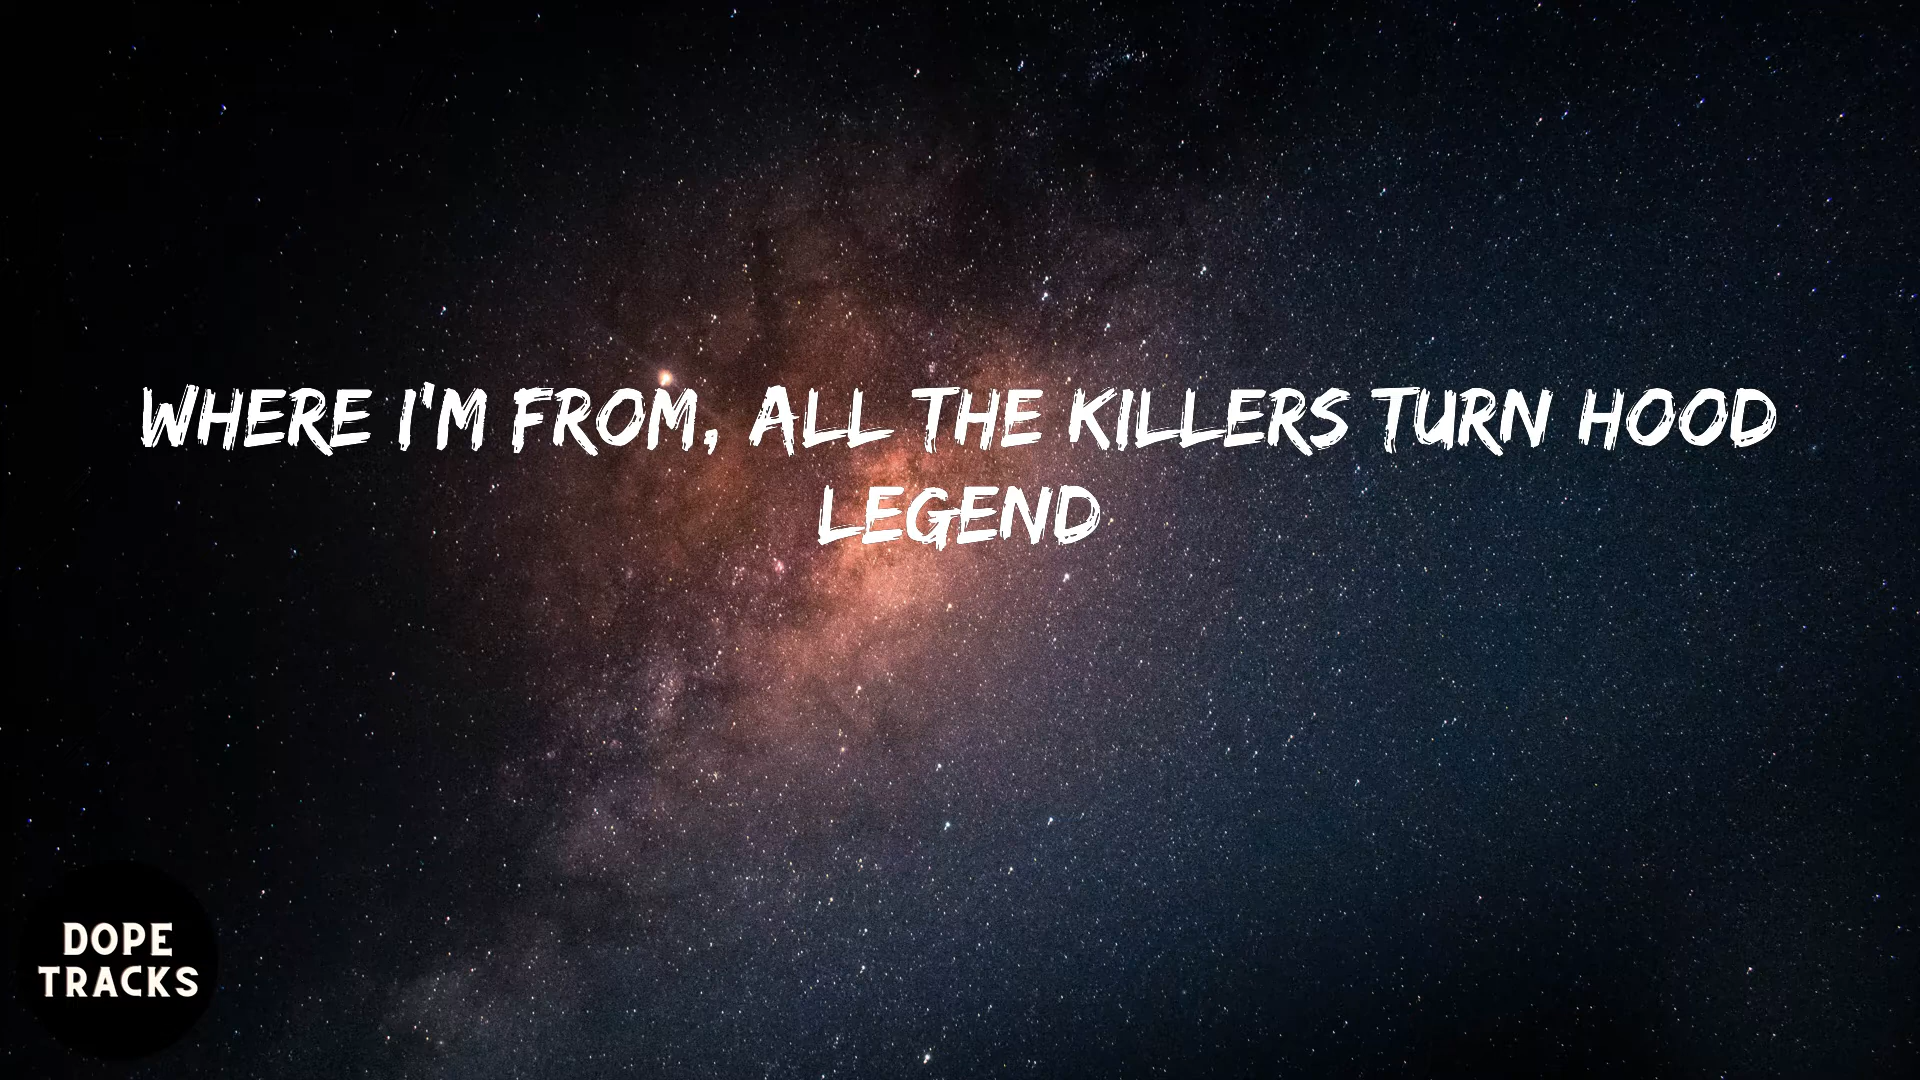 WHERE I'M FROM, ALL THE KILLERS TURN HOOD
LEGEND
DOPE
TRACKS